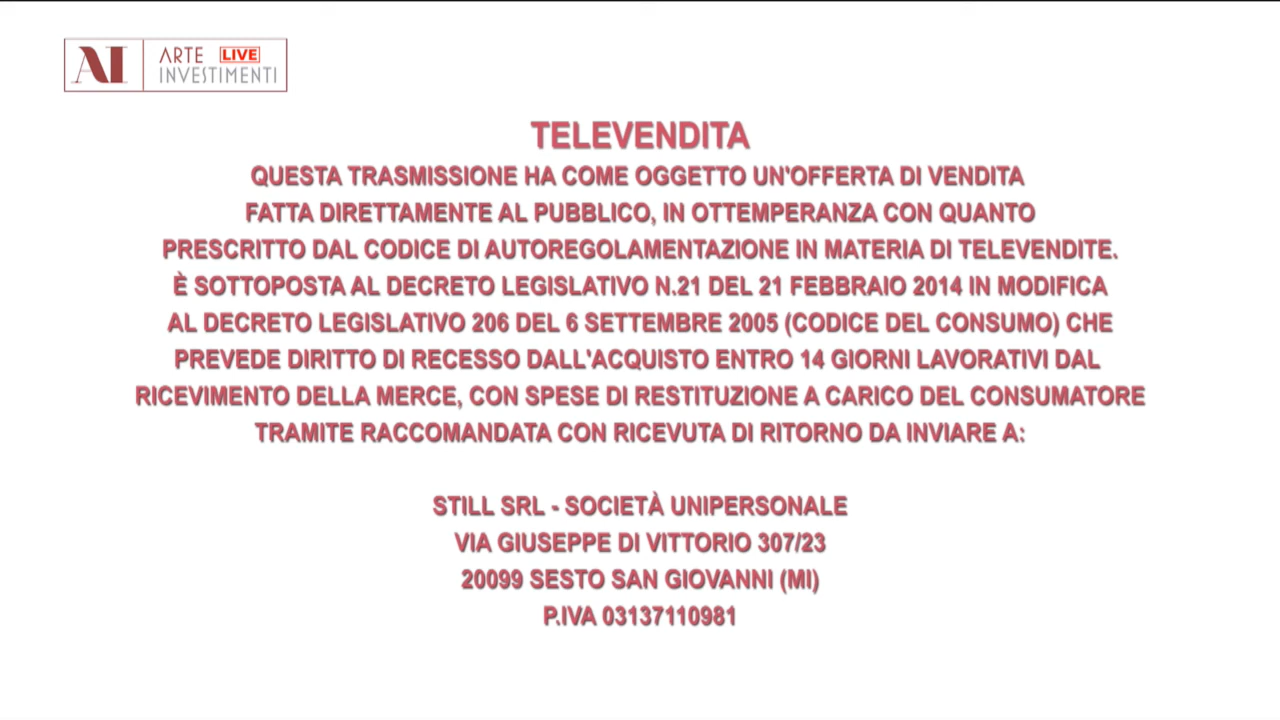 AI ARTE LIVE
INVESTIMENTI
TELEVENDITA
QUESTA TRASMISSIONE HA COME OGGETTO UN'OFFERTA DI VENDITA
FATTA DIRETTAMENTE AL PUBBLICO, IN OTTEMPERANZA CON QUANTO
PRESCRITTO DAL CODICE DI AUTOREGOLAMENTAZIONE IN MATERIA DI TELEVENDITE.
È SOTTOPOSTA AL DECRETO LEGISLATIVO N.21 DEL 21 FEBBRAIO 2014 IN MODIFICA
AL DECRETO LEGISLATIVO 206 DEL 6 SETTEMBRE 2005 (CODICE DEL CONSUMO) CHE
PREVEDE DIRITTO DI RECESSO DALL'ACQUISTO ENTRO 14 GIORNI LAVORATIVI DAL
RICEVIMENTO DELLA MERCE, CON SPESE DI RESTITUZIONE A CARICO DEL CONSUMATORE
TRAMITE RACCOMANDATA CON RICEVUTA DI RITORNO DA INVIARE A:
STILL SRL - SOCIETÀ UNIPERSONALE
VIA GIUSEPPE DI VITTORIO 307/23
20099 SESTO SAN GIOVANNI (MI)
P.IVA 03137110981